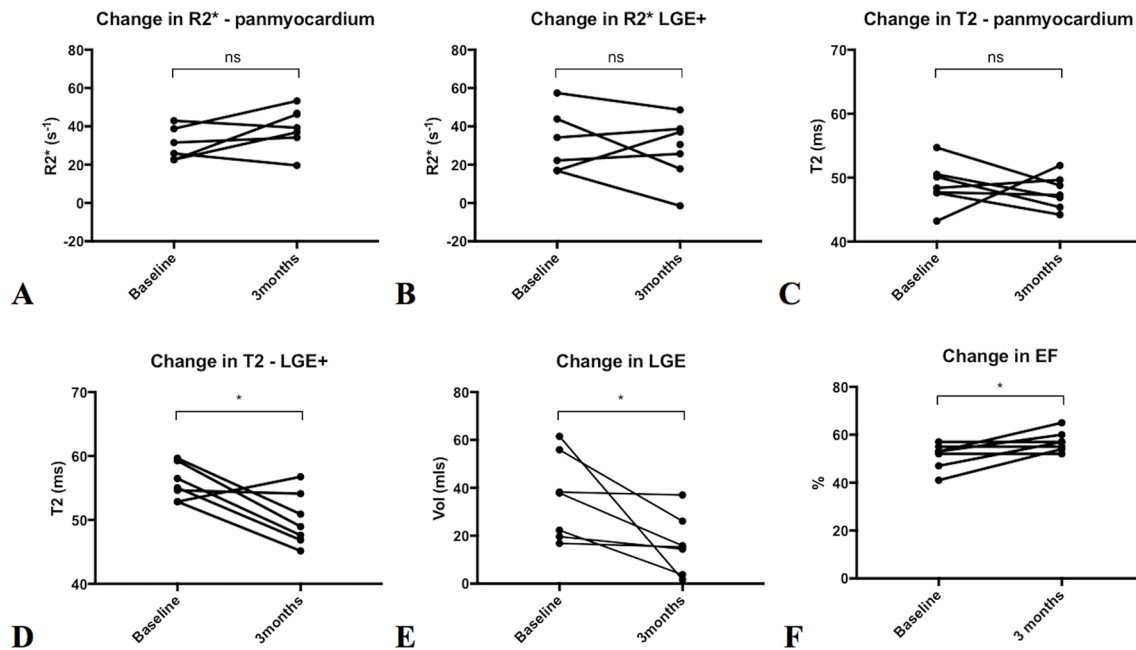 Change in R2* - panmyocardium
ns
80
60
40
20
0
-20
R2* (s-1)
Baseline
3months
A
Change in R2* LGE+
ns
80
60
40
20
0
-20
R2* (s-1)
Baseline
3months
B
Change in T2 - panmyocardium
ns
70
60
50
40
T2 (ms)
Baseline
3months
C
Change in T2 - LGE+
*
70
60
50
40
T2 (ms)
Baseline
3months
D
Change in LGE
*
80
60
40
20
0
Vol (mls)
Baseline
3months
E
Change in EF
*
80
60
40
20
0
%
Baseline
3 months
F